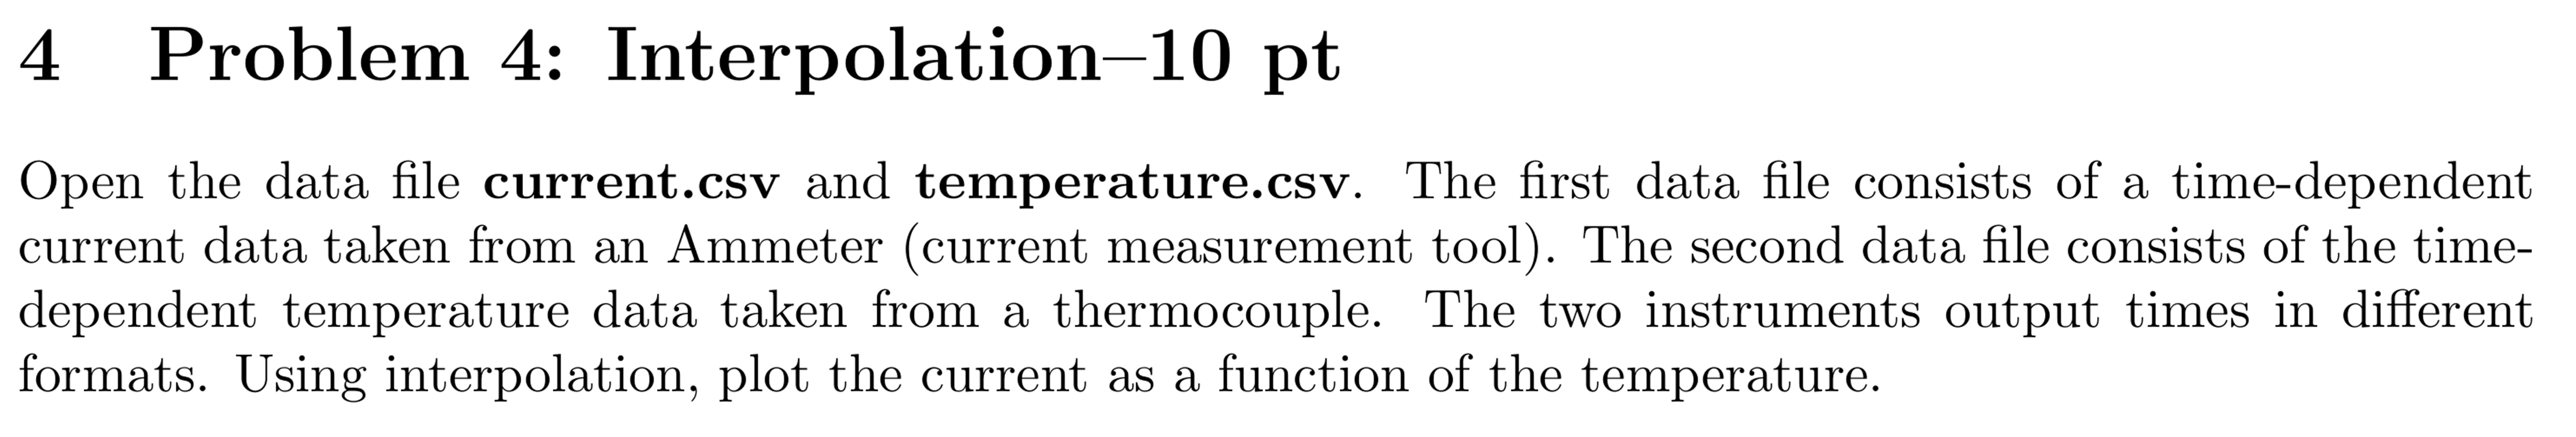 4 Problem 4: Interpolation–10 pt
Open the data file current.csv and temperature.csv. The first data file consists of a time-dependent
current data taken from an Ammeter (current measurement tool). The second data file consists of the time-
dependent temperature data taken from a thermocouple. The two instruments output times in different
formats. Using interpolation, plot the current as a function of the temperature.